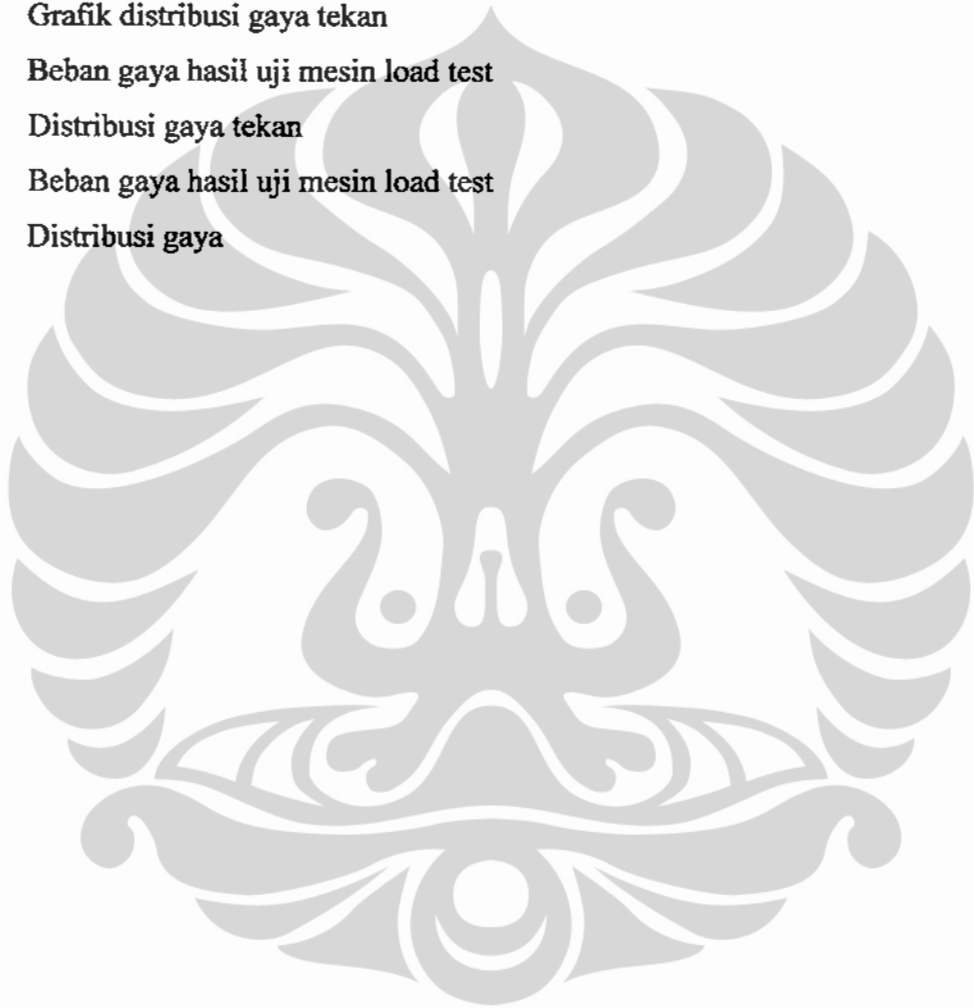 Grafik distribusi gaya tekan
Beban gaya hasil uji mesin load test
Distribusi gaya tekan
Beban gaya hasil uji mesin load test
Distribusi gaya